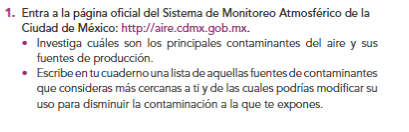 1. Entra a la página oficial del Sistema de Monitoreo Atmosférico de la
Ciudad de México: http://aire.cdmx.gob.mx.
• Investiga cuáles son los principales contaminantes del aire y sus
fuentes de producción.
• Escribe en tu cuaderno una lista de aquellas fuentes de contaminantes
que consideras más cercanas a ti y de las cuales podrías modificar su
uso para disminuir la contaminación a la que te expones.